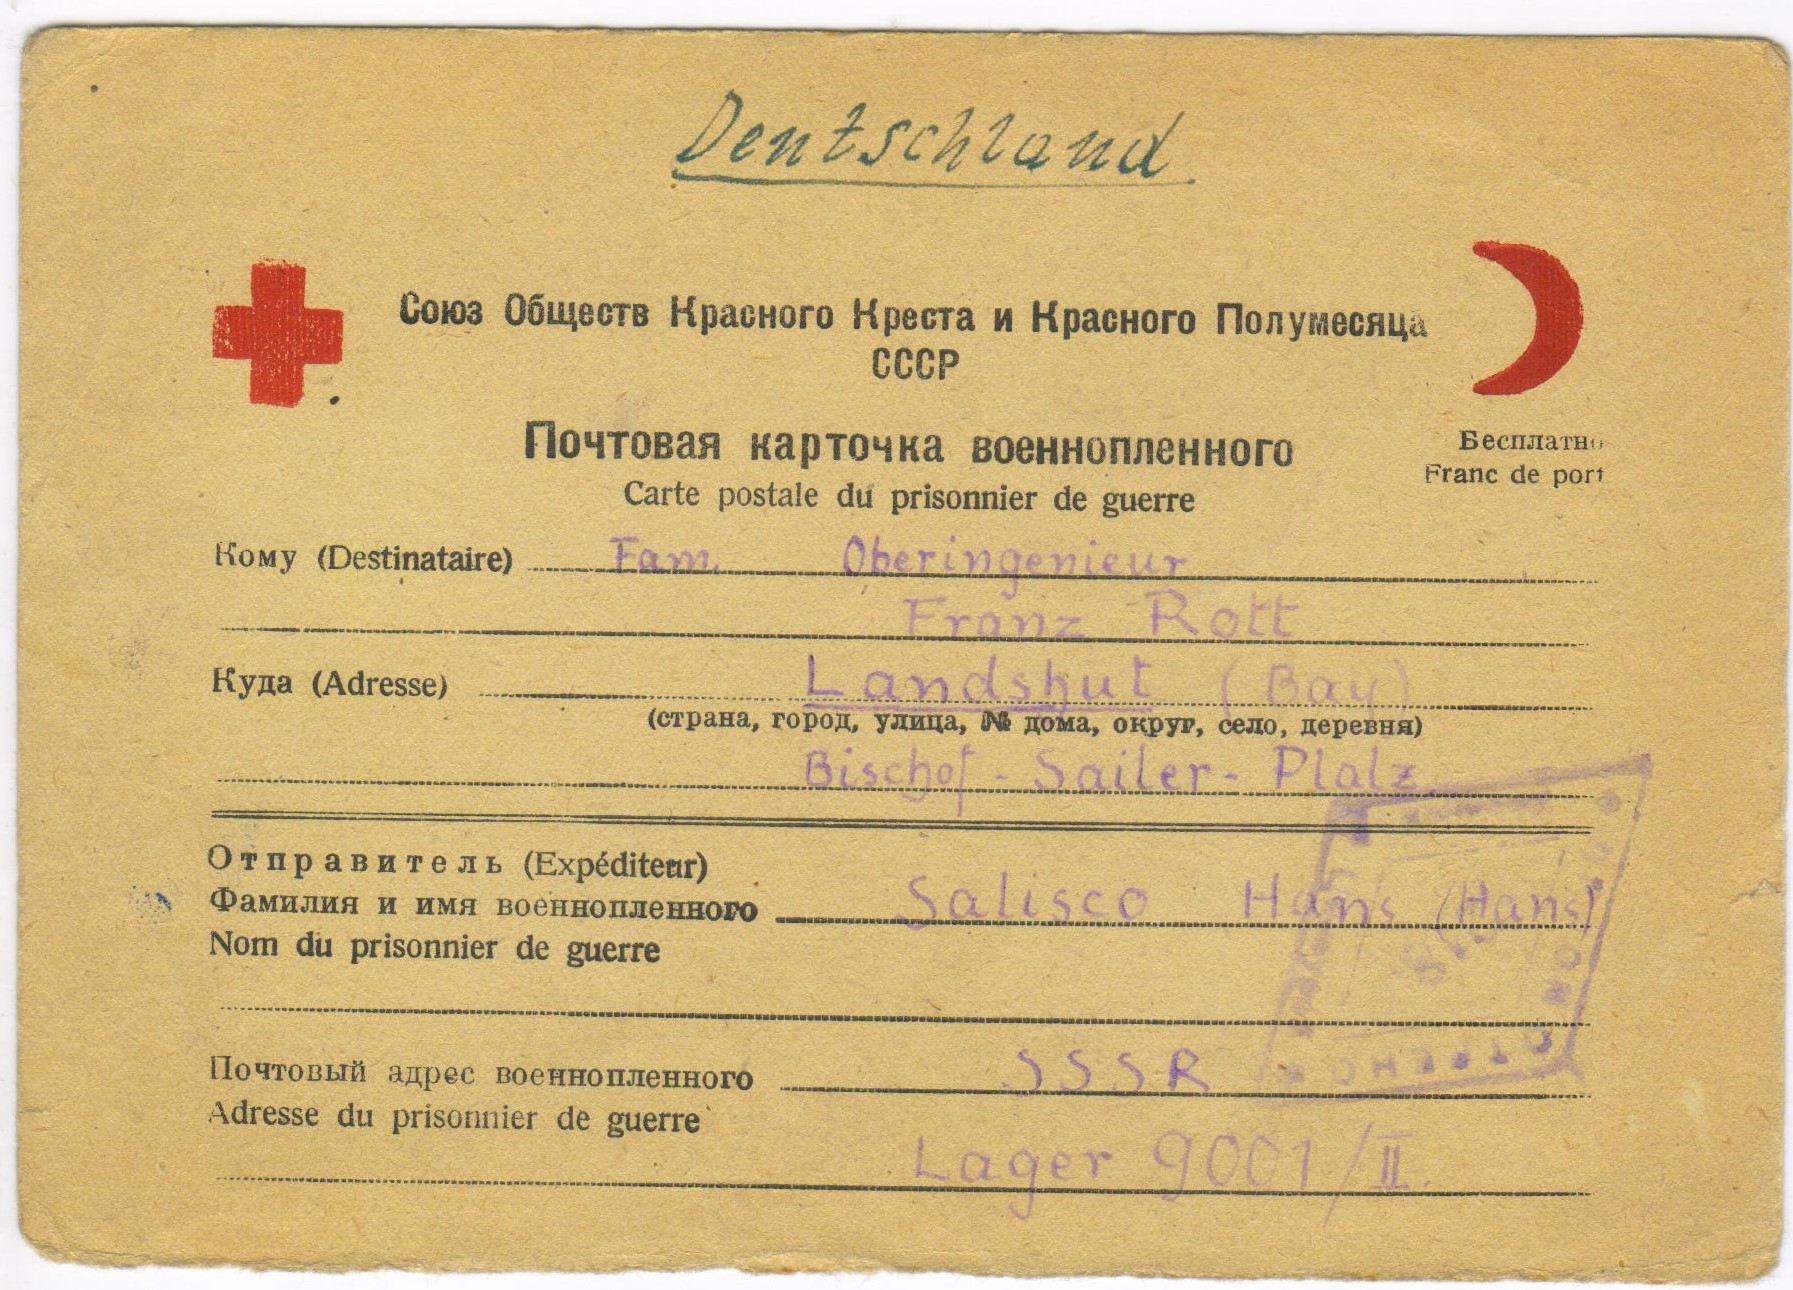 Deutschland
Союз Обществ Красного Креста и Красного Полумесяца
СССР
Почтовая карточка военнопленного
Carte postale du prisonnier de guerre
Бесплатно
Franc de port
Кому (Destinataire) Fam. Oberingenieur
Franz Rott
Куда (Adresse) Landshut (Bay)
(страна, город, улица, № дома, округ, село, деревня)
Bischof - Sailer - Platz
Отправитель (Expéditeur)
Фамилия и имя военнопленного Salisco Hans (Hans)
Nom du prisonnier de guerre
Почтовый адрес военнопленного SSSR
Adresse du prisonnier de guerre
Lager 9001/II.